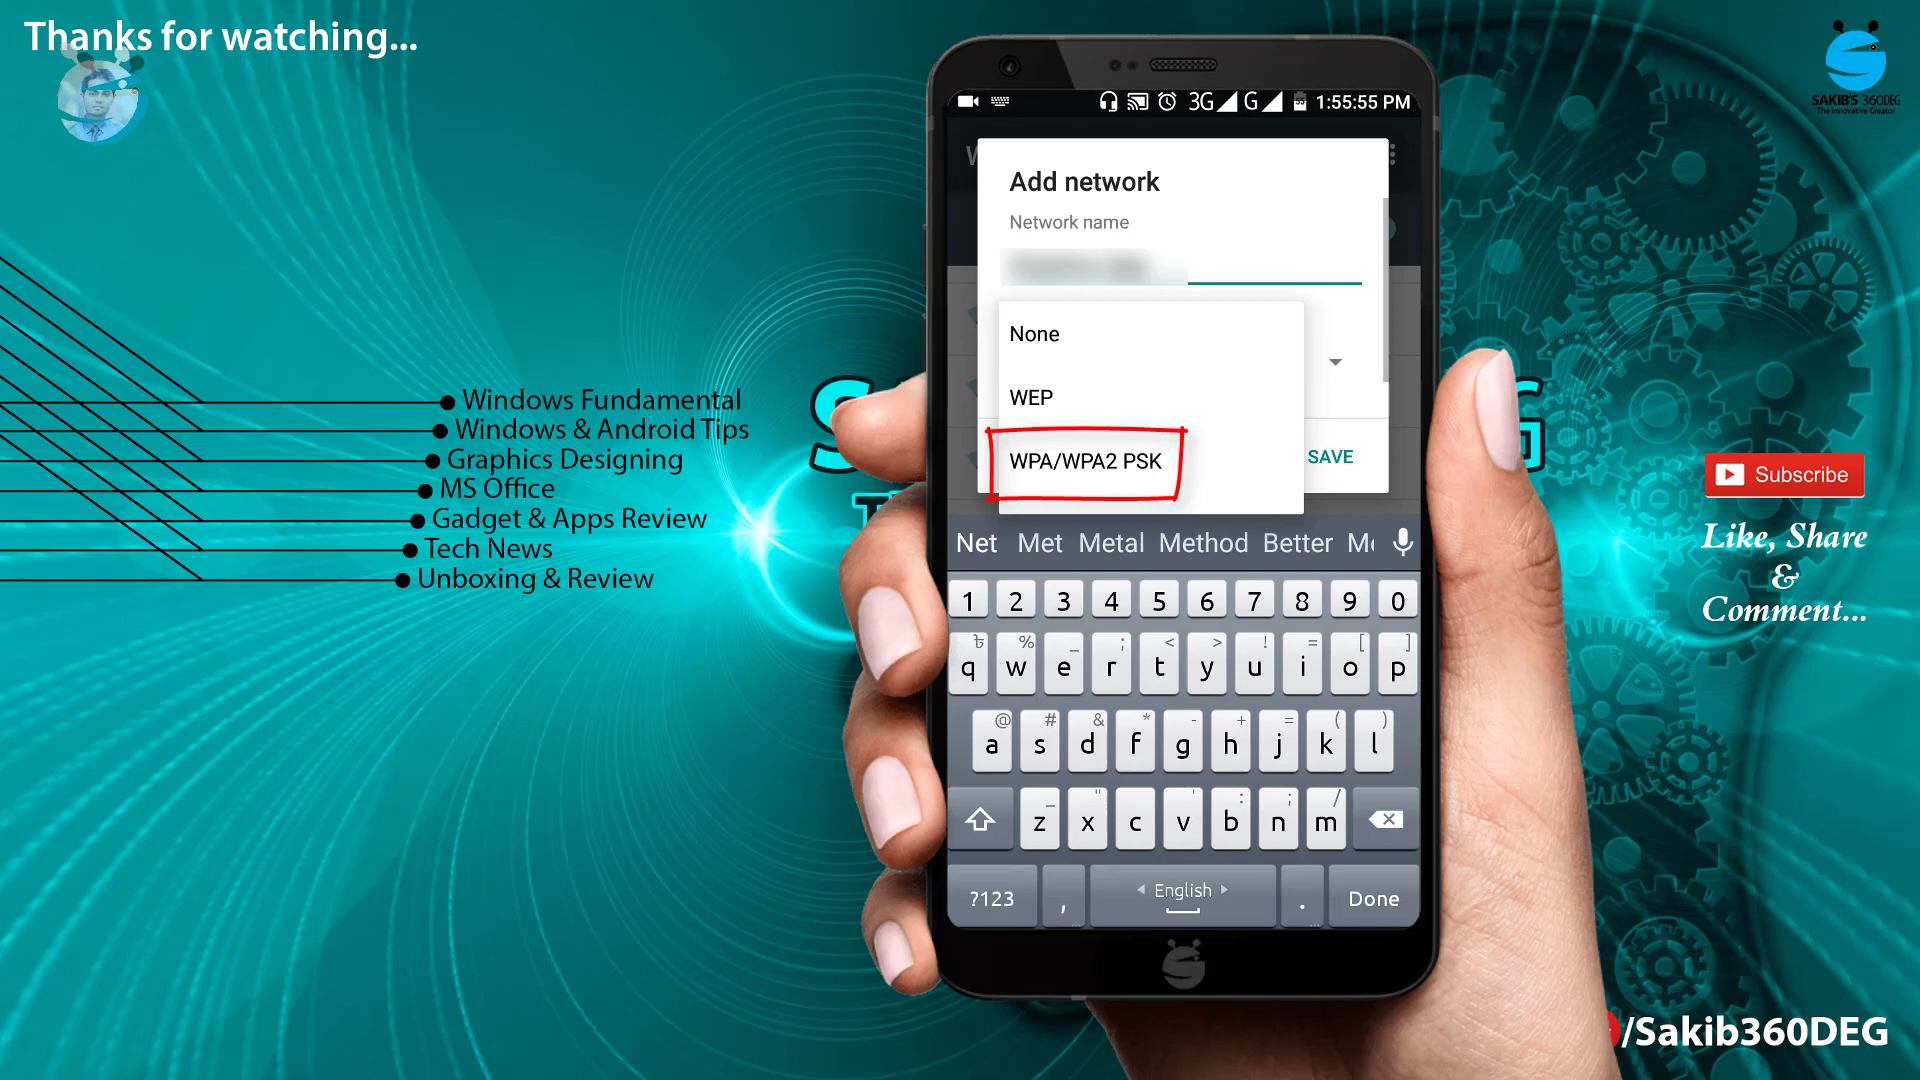 Thanks for watching...
SAKIB'S 360DEG
The Innovative Creator
Windows Fundamental
Windows & Android Tips
Graphics Designing
MS Office
Gadget & Apps Review
Tech News
Unboxing & Review
3G G 1:55:55 PM
Add network
Network name
None
WEP
WPA/WPA2 PSK
SAVE
Net Met Metal Method Better
1 2 3 4 5 6 7 8 9 0
৳ % _ ; < > ! = [ ]
q w e r t y u i o p
@ # & * - + = ( )
a s d f g h j k l
_ " ' : ; /
z x c v b n m
?123 , English . Done
Subscribe
Like, Share
&
Comment...
/Sakib360DEG